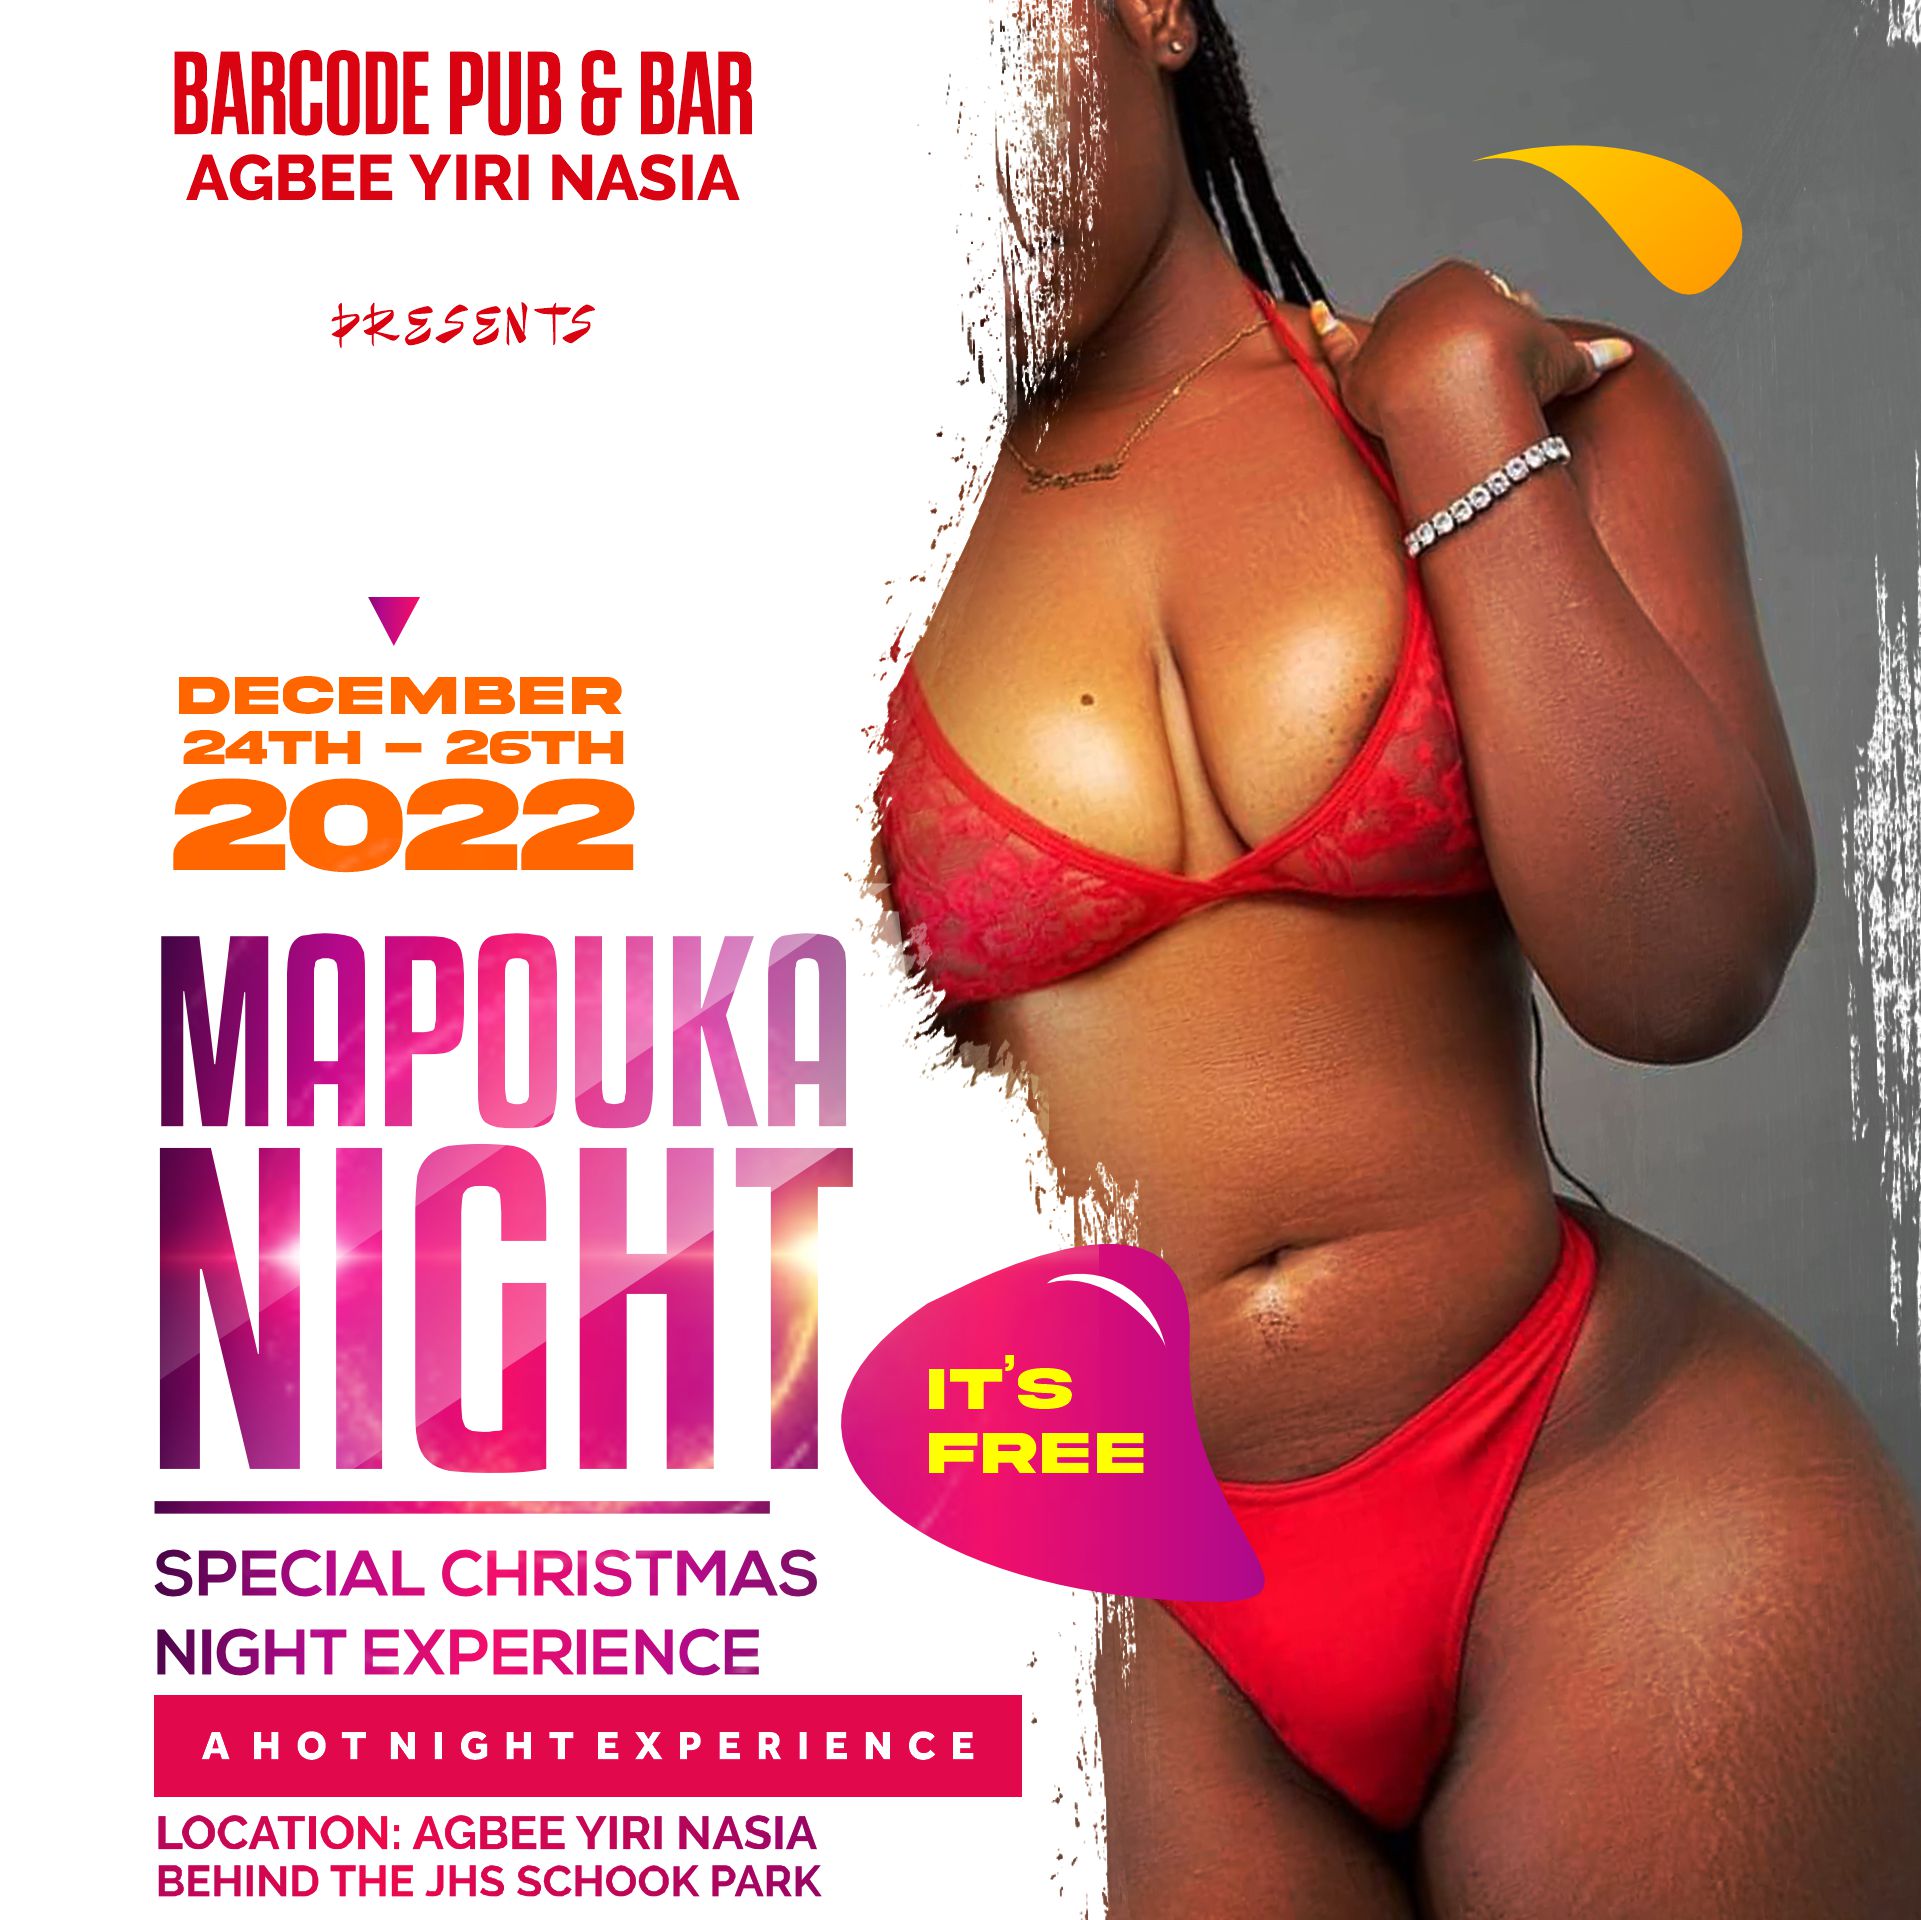 BARCODE PUB & BAR
AGBEE YIRI NASIA
PRESENTS
DECEMBER
24TH – 26TH
2022
MAPOUKA
NIGHT
IT'S
FREE
SPECIAL CHRISTMAS
NIGHT EXPERIENCE
A HOT NIGHT EXPERIENCE
LOCATION: AGBEE YIRI NASIA
BEHIND THE JHS SCHOOK PARK